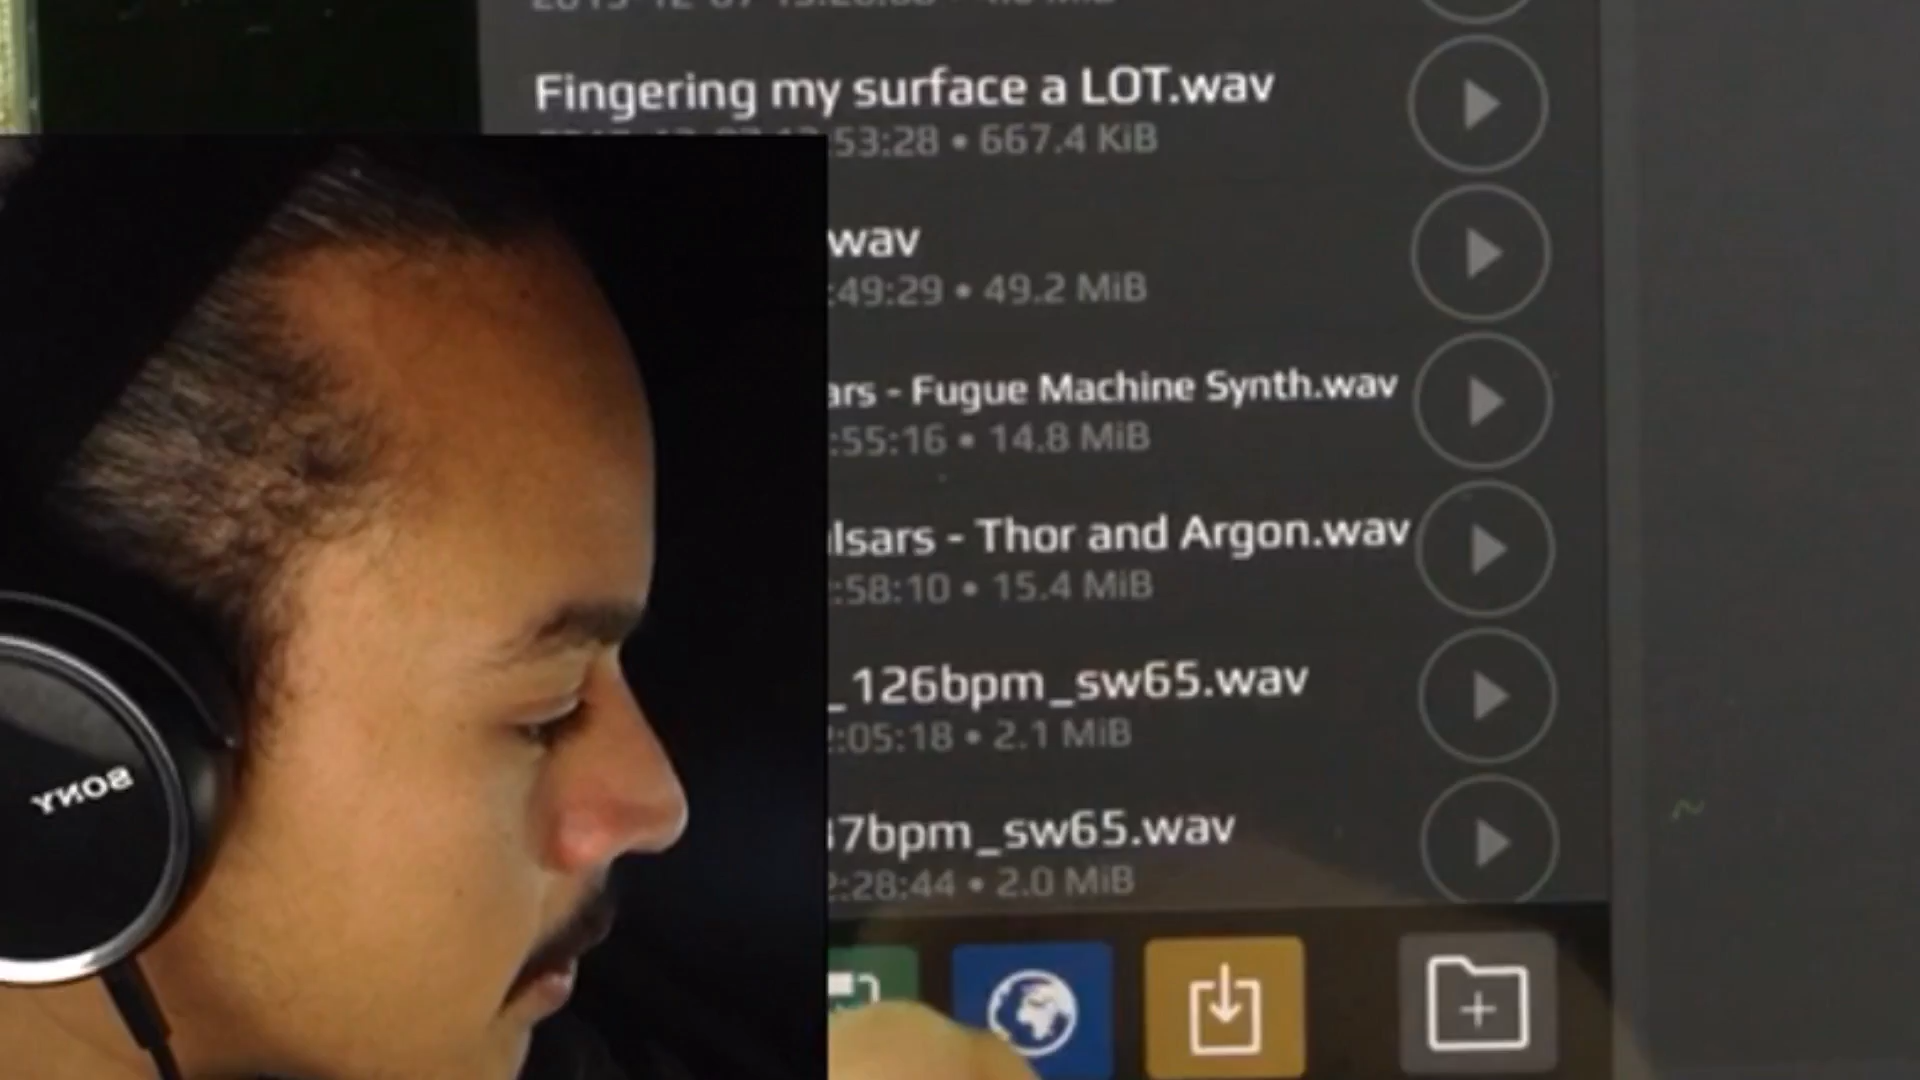 Fingering my surface a LOT.wav
:53:28 • 667.4 KiB
wav
:49:29 • 49.2 MiB
ars - Fugue Machine Synth.wav
:55:16 • 14.8 MiB
lsars - Thor and Argon.wav
:58:10 • 15.4 MiB
_126bpm_sw65.wav
:05:18 • 2.1 MiB
SONY
37bpm_sw65.wav
2:28:44 • 2.0 MiB